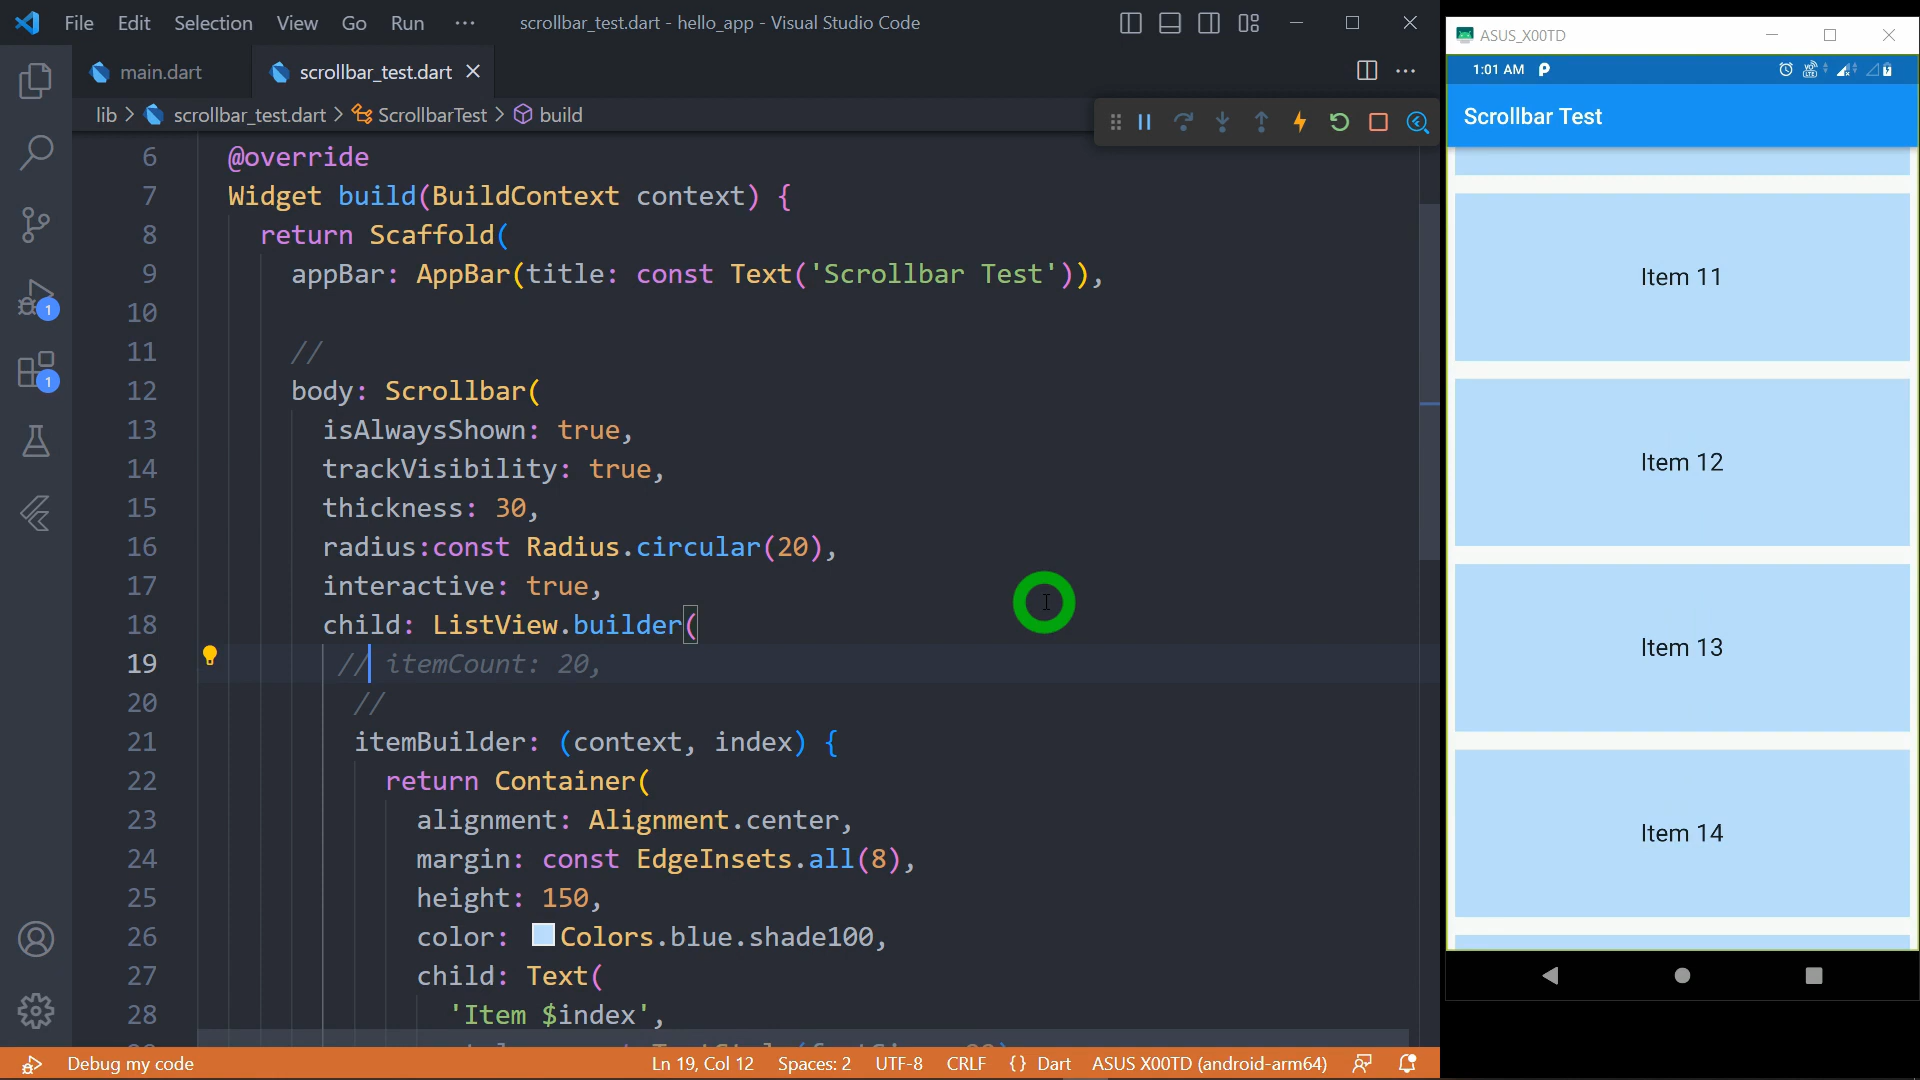 File Edit Selection View Go Run ··· scrollbar_test.dart - hello_app - Visual Studio Code
main.dart scrollbar_test.dart
lib > scrollbar_test.dart > ScrollbarTest > build
6 @override
7 Widget build(BuildContext context) {
8 return Scaffold(
9 appBar: AppBar(title: const Text('Scrollbar Test')),
10
11 //
12 body: Scrollbar(
13 isAlwaysShown: true,
14 trackVisibility: true,
15 thickness: 30,
16 radius:const Radius.circular(20),
17 interactive: true,
18 child: ListView.builder(
19 // itemCount: 20,
20 //
21 itemBuilder: (context, index) {
22 return Container(
23 alignment: Alignment.center,
24 margin: const EdgeInsets.all(8),
25 height: 150,
26 color: Colors.blue.shade100,
27 child: Text(
28 'Item $index',
1
1
Debug my code Ln 19, Col 12 Spaces: 2 UTF-8 CRLF {} Dart ASUS X00TD (android-arm64)
ASUS_X00TD
1:01 AM
Scrollbar Test
Item 11
Item 12
Item 13
Item 14